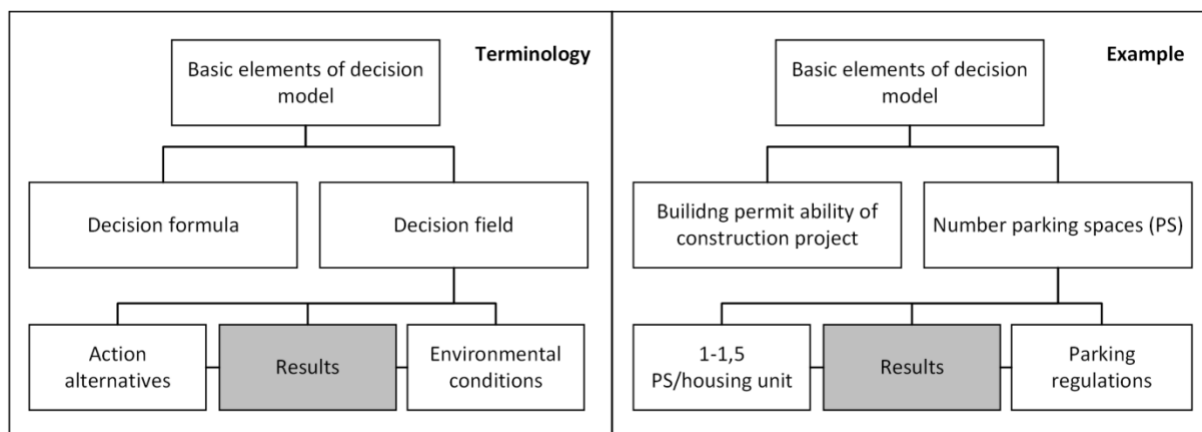 Terminology
Basic elements of decision
model
Decision formula
Decision field
Action
alternatives
Results
Environmental
conditions
Example
Basic elements of decision
model
Builidng permit ability of
construction project
Number parking spaces (PS)
1-1,5
PS/housing unit
Results
Parking
regulations